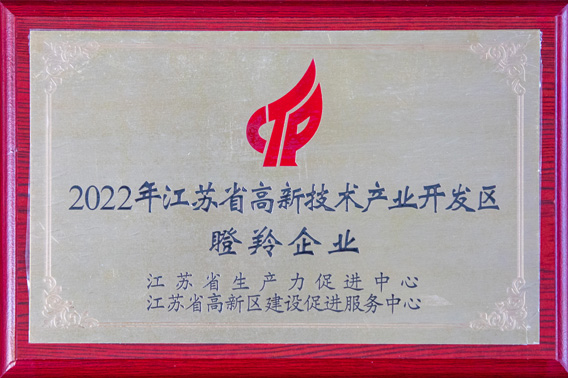 CTP
2022年江苏省高新技术产业开发区
瞪羚企业
江苏省生产力促进中心
江苏省高新区建设促进服务中心